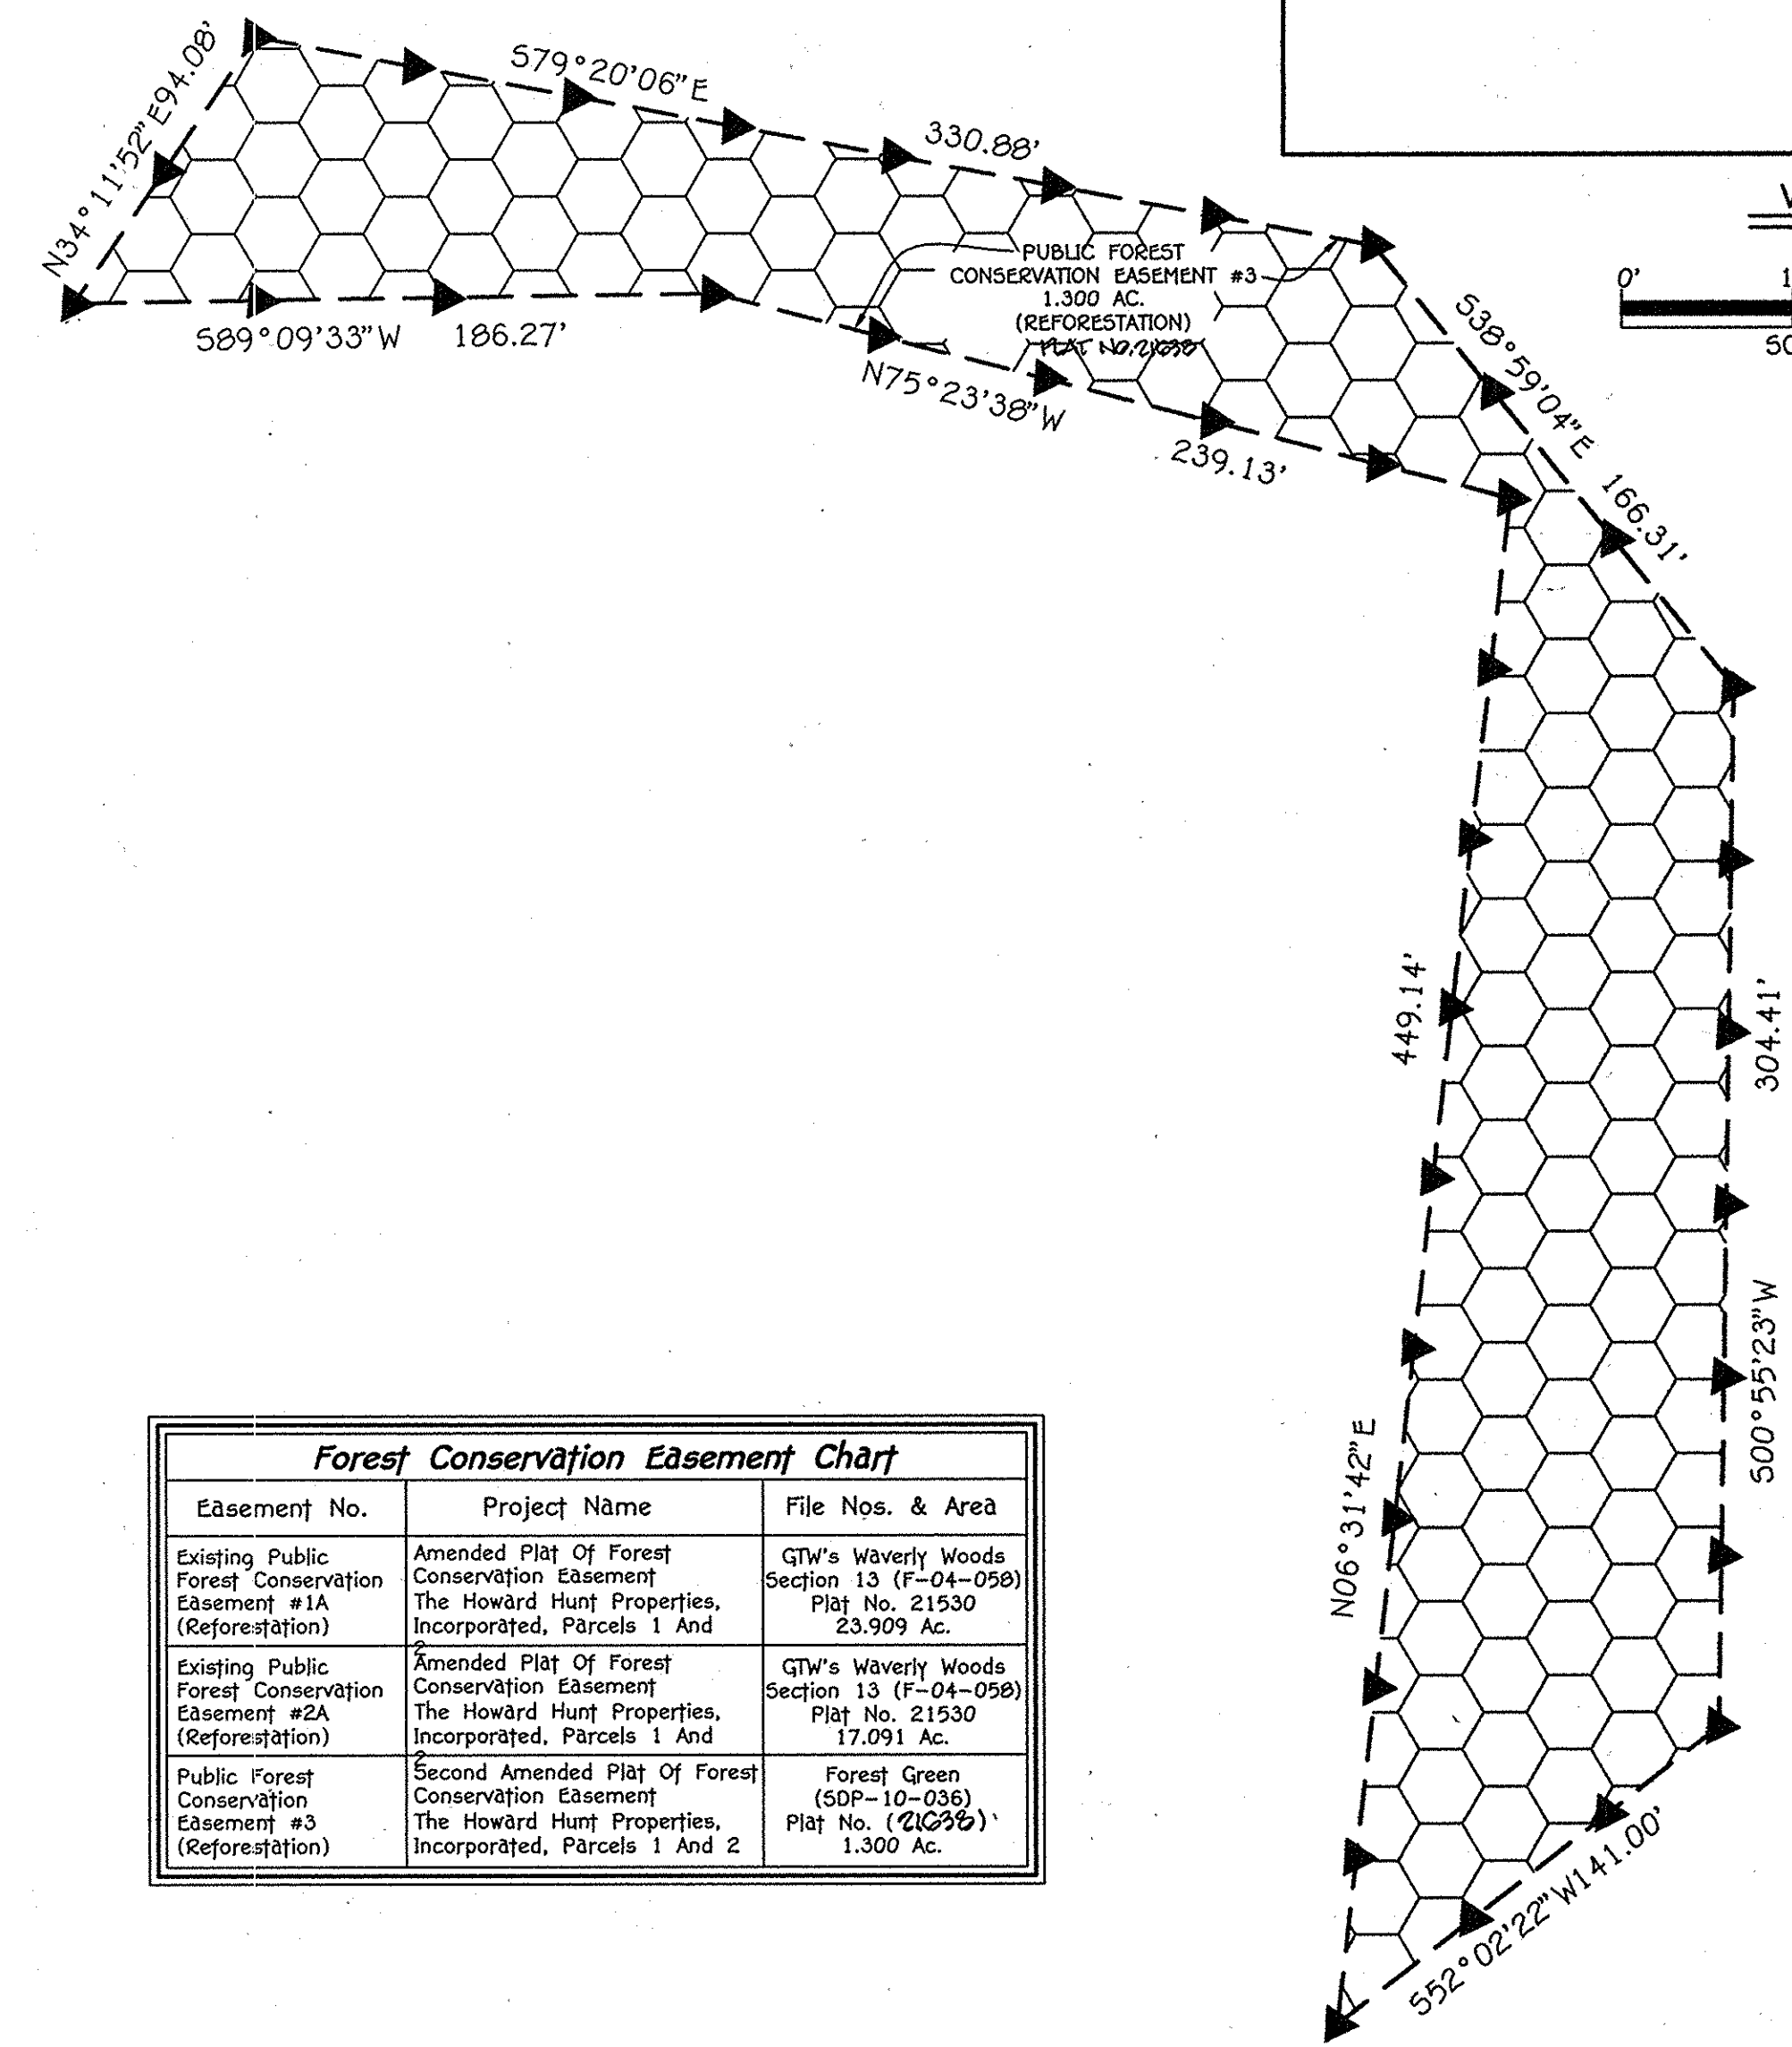 N34°11'52"E94.08'
S79°20'06"E
330.88'
S89°09'33"W 186.27'
PUBLIC FOREST
CONSERVATION EASEMENT #3
1.300 AC.
(REFORESTATION)
PLAT NO. 21638
N75°23'38"W
239.13'
S38°59'04"E
166.31'
0'
449.14'
304.41'
N06°31'42"E
S00°55'23"W
S52°02'22"W141.00'
Forest Conservation Easement Chart
Easement No.
Project Name
File Nos. & Area
Existing Public
Forest Conservation
Easement #1A
(Reforestation)
Amended Plat Of Forest
Conservation Easement
The Howard Hunt Properties,
Incorporated, Parcels 1 And
2
GTW's Waverly Woods
Section 13 (F-04-058)
Plat No. 21530
23.909 Ac.
Existing Public
Forest Conservation
Easement #2A
(Reforestation)
Amended Plat Of Forest
Conservation Easement
The Howard Hunt Properties,
Incorporated, Parcels 1 And
2
GTW's Waverly Woods
Section 13 (F-04-058)
Plat No. 21530
17.091 Ac.
Public Forest
Conservation
Easement #3
(Reforestation)
Second Amended Plat Of Forest
Conservation Easement
The Howard Hunt Properties,
Incorporated, Parcels 1 And 2
Forest Green
(SDP-10-036)
Plat No. (21638)
1.300 Ac.